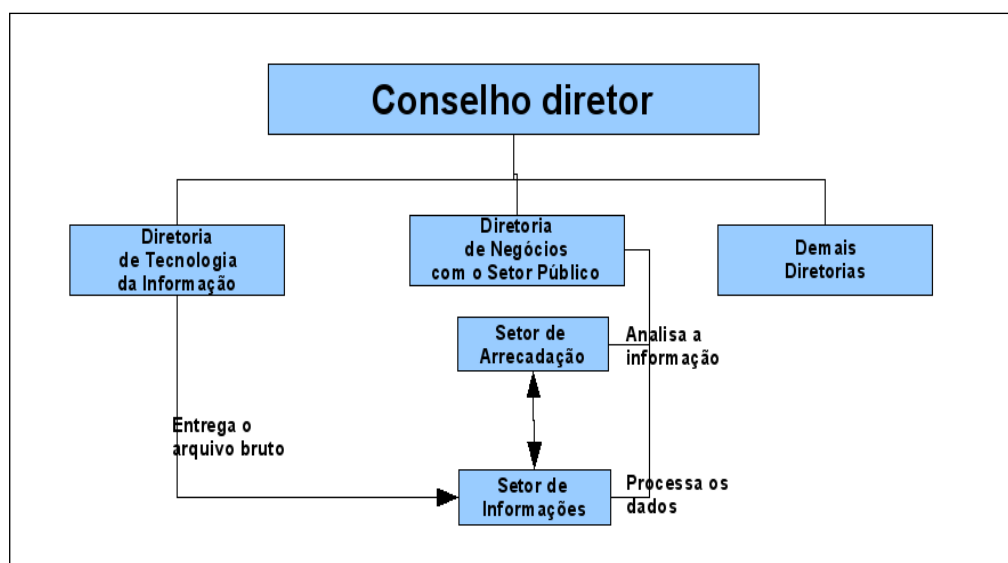 Conselho diretor
Diretoria
de Tecnologia
da Informação
Diretoria
de Negócios
com o Setor Público
Demais
Diretorias
Setor de
Arrecadação
Analisa a
informação
Entrega o
arquivo bruto
Setor de
Informações
Processa os
dados